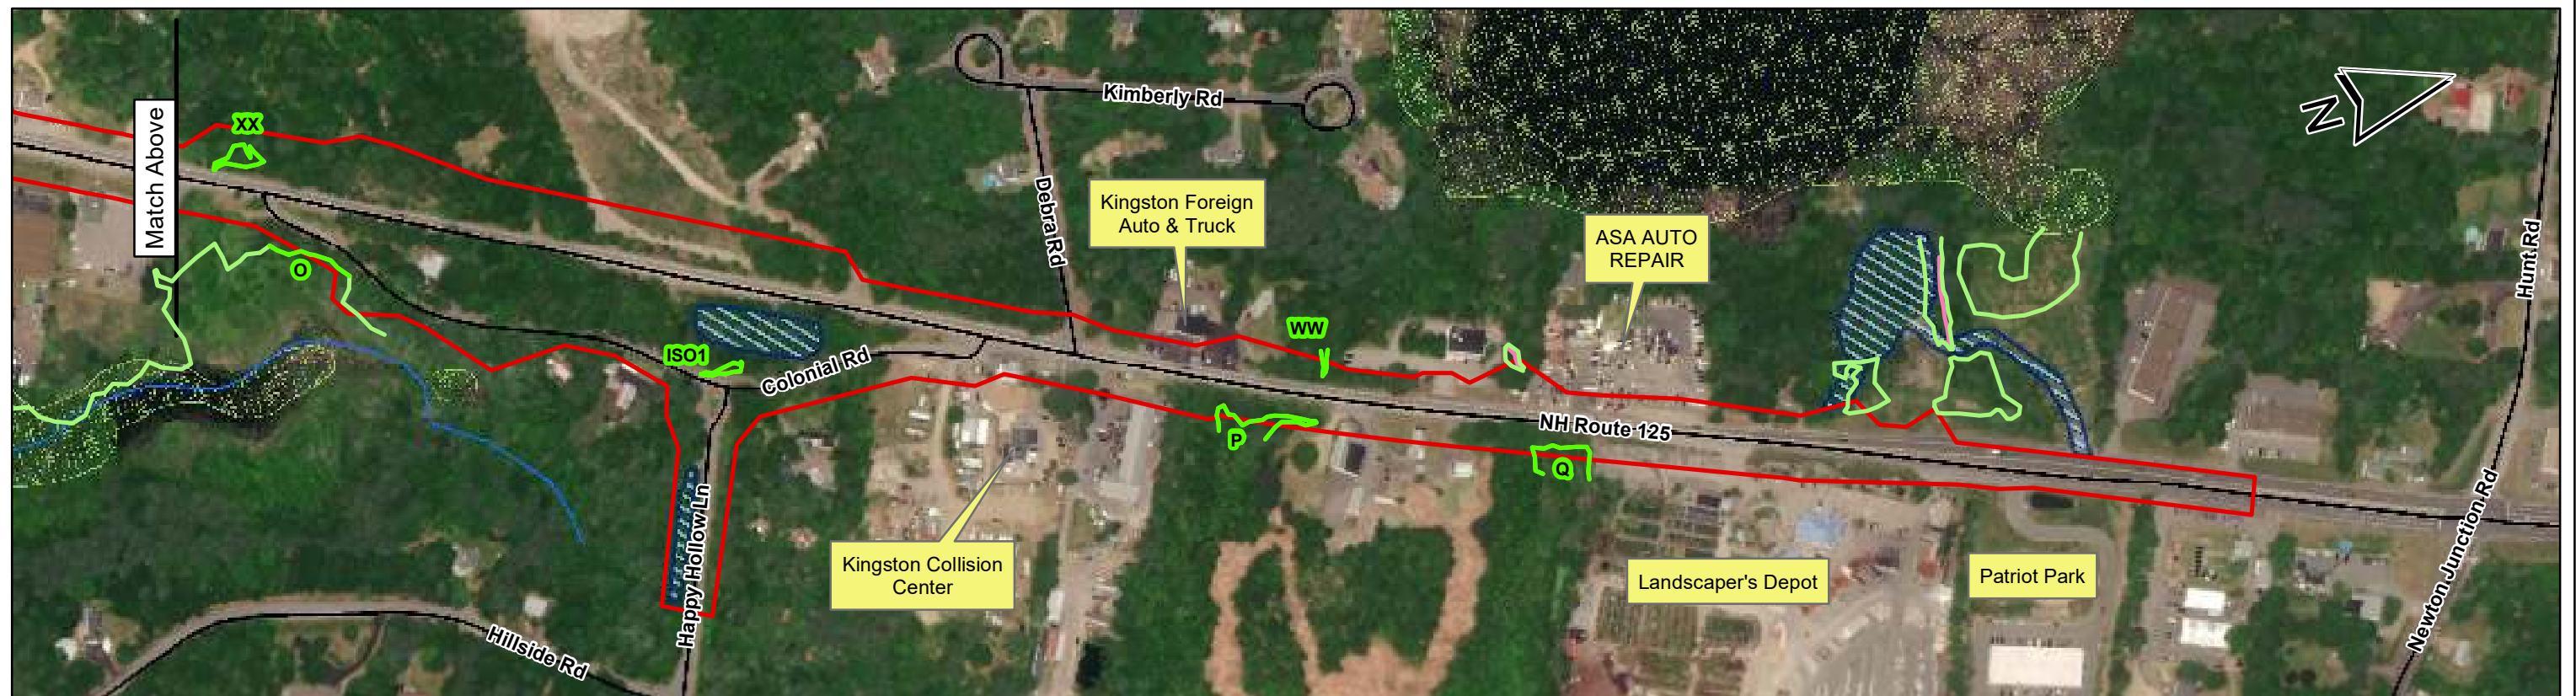 Match Above
XX
Kimberly Rd
N
Debra Rd
Kingston Foreign
Auto & Truck
ASA AUTO
REPAIR
Hunt Rd
O
WW
ISO1
Colonial Rd
P
NH Route 125
Q
Happy Hollow Ln
Kingston Collision
Center
Landscaper's Depot
Patriot Park
Newton Junction Rd
Hillside Rd